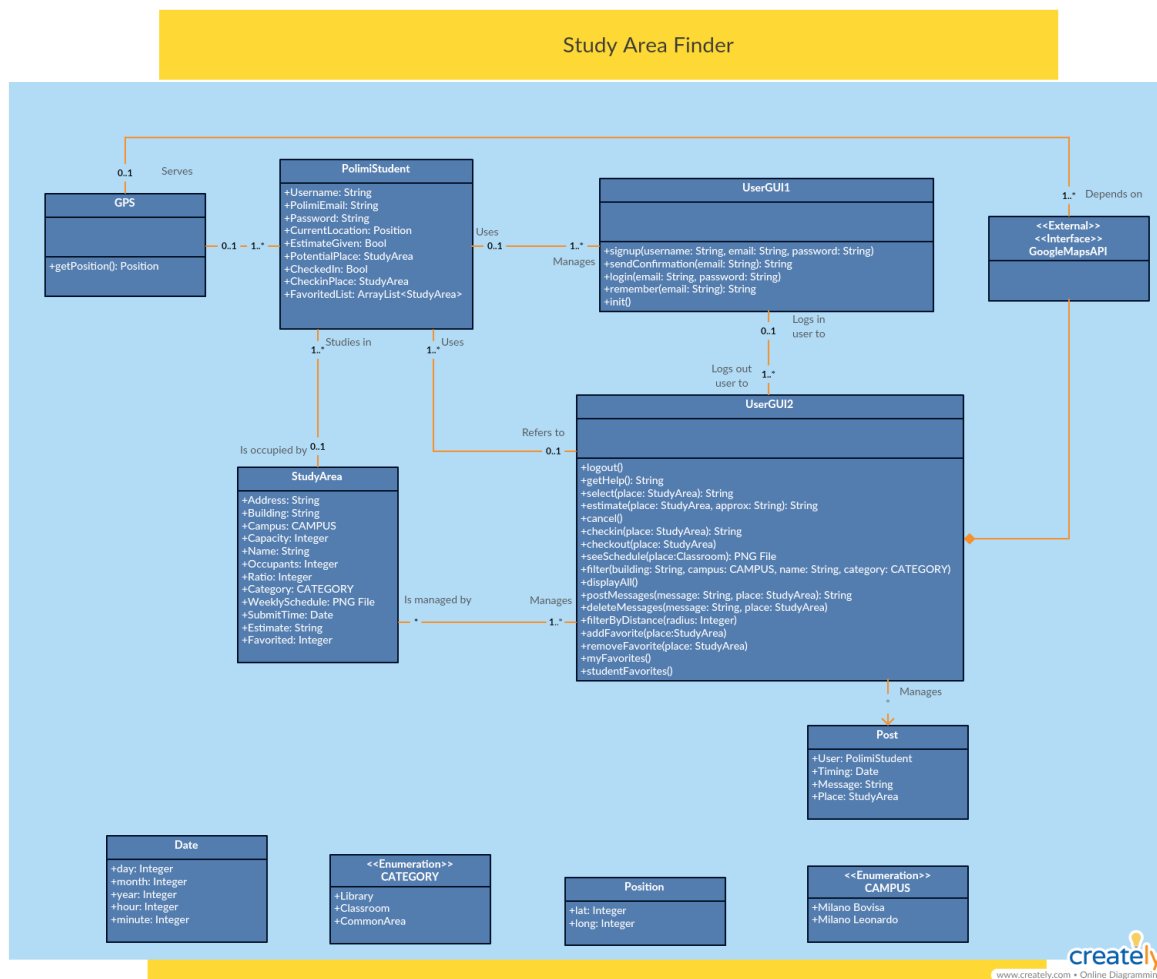 Study Area Finder
0..1
Serves
GPS
+getPosition(): Position
0..1
1..*
PolimiStudent
+Username: String
+PolimiEmail: String
+Password: String
+CurrentLocation: Position
+EstimateGiven: Bool
+PotentialPlace: StudyArea
+CheckedIn: Bool
+CheckinPlace: StudyArea
+FavoritedList: ArrayList<StudyArea>
Uses
0..1
1..*
Manages
UserGUI1
+signup(username: String, email: String, password: String)
+sendConfirmation(email: String): String
+login(email: String, password: String)
+remember(email: String): String
+init()
1..*
Depends on
<<External>>
<<Interface>>
GoogleMapsAPI
1..*
Studies in
1..*
Uses
Logs in
user to
0..1
Logs out
user to
1..*
Refers to
0..1
Is occupied by
0..1
StudyArea
+Address: String
+Building: String
+Campus: CAMPUS
+Capacity: Integer
+Name: String
+Occupants: Integer
+Ratio: Integer
+Category: CATEGORY
+WeeklySchedule: PNG File
+SubmitTime: Date
+Estimate: String
+Favorited: Integer
Is managed by
*
Manages
1..*
UserGUI2
+logout()
+getHelp(): String
+select(place: StudyArea): String
+estimate(place: StudyArea, approx: String): String
+cancel()
+checkin(place: StudyArea): String
+checkout(place: StudyArea)
+seeSchedule(place:Classroom): PNG File
+filter(building: String, campus: CAMPUS, name: String, category: CATEGORY)
+displayAll()
+postMessages(message: String, place: StudyArea): String
+deleteMessages(message: String, place: StudyArea)
+filterByDistance(radius: Integer)
+addFavorite(place:StudyArea)
+removeFavorite(place: StudyArea)
+myFavorites()
+studentFavorites()
Manages
*
Post
+User: PolimiStudent
+Timing: Date
+Message: String
+Place: StudyArea
Date
+day: Integer
+month: Integer
+year: Integer
+hour: Integer
+minute: Integer
<<Enumeration>>
CATEGORY
+Library
+Classroom
+CommonArea
Position
+lat: Integer
+long: Integer
<<Enumeration>>
CAMPUS
+Milano Bovisa
+Milano Leonardo
creately
www.creately.com • Online Diagramming